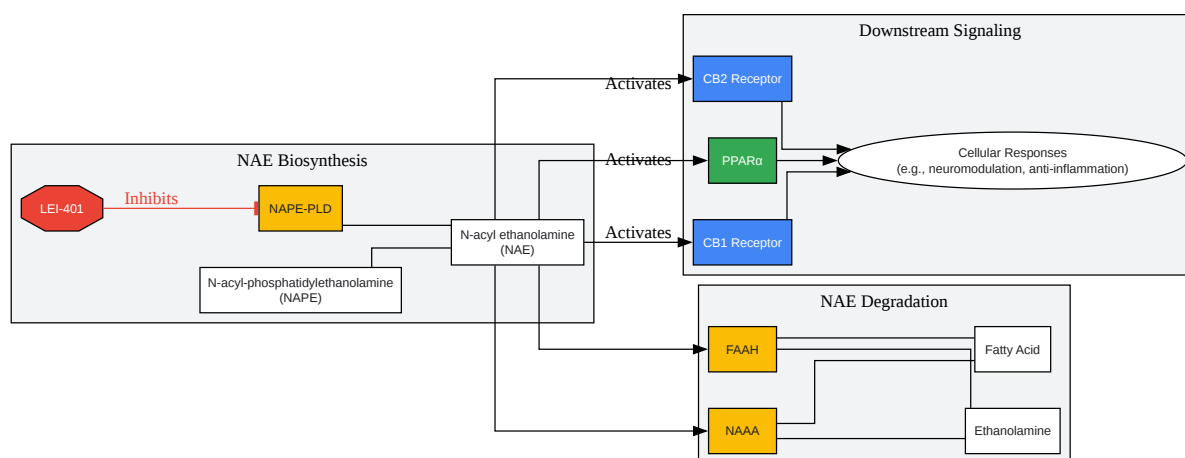 Downstream Signaling
CB2 Receptor
Activates
NAE Biosynthesis
PPARα
Activates
Cellular Responses
(e.g., neuromodulation, anti-inflammation)
LEI-401
Inhibits
NAPE-PLD
N-acyl ethanolamine
(NAE)
Activates
CB1 Receptor
N-acyl-phosphatidylethanolamine
(NAPE)
NAE Degradation
FAAH
Fatty Acid
NAAA
Ethanolamine